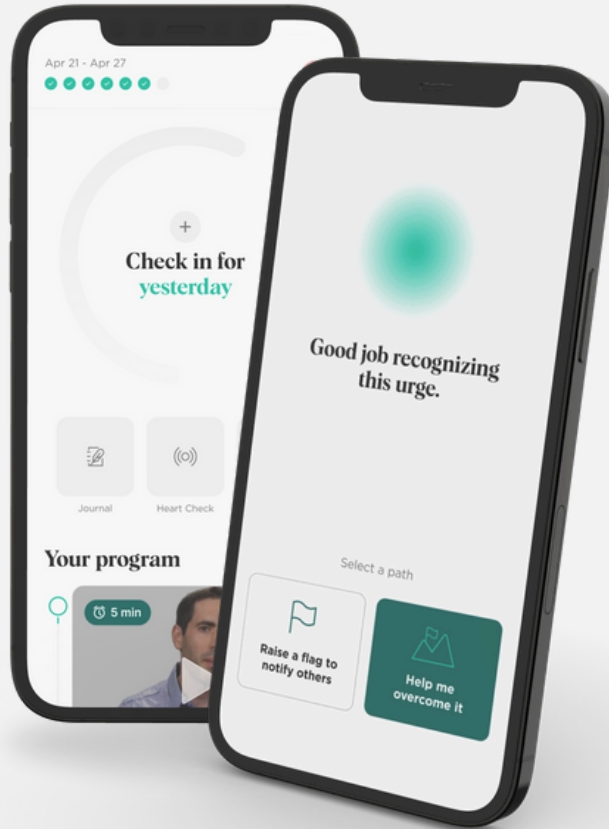 Apr 21 - Apr 27
Check in for
yesterday
Journal
Heart Check
Your program
5 min
Good job recognizing
this urge.
Select a path
Raise a flag to
notify others
Help me
overcome it